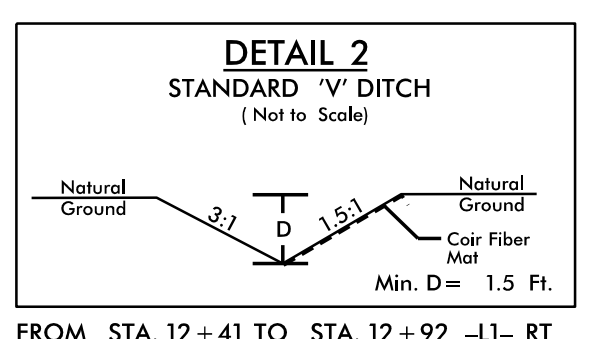 DETAIL 2
STANDARD 'V' DITCH
( Not to Scale)
Natural
Ground
3:1
D
1.5:1
Natural
Ground
Coir Fiber
Mat
Min. D= 1.5 Ft.
FROM STA. 12+41 TO STA. 12+92 -L1- RT